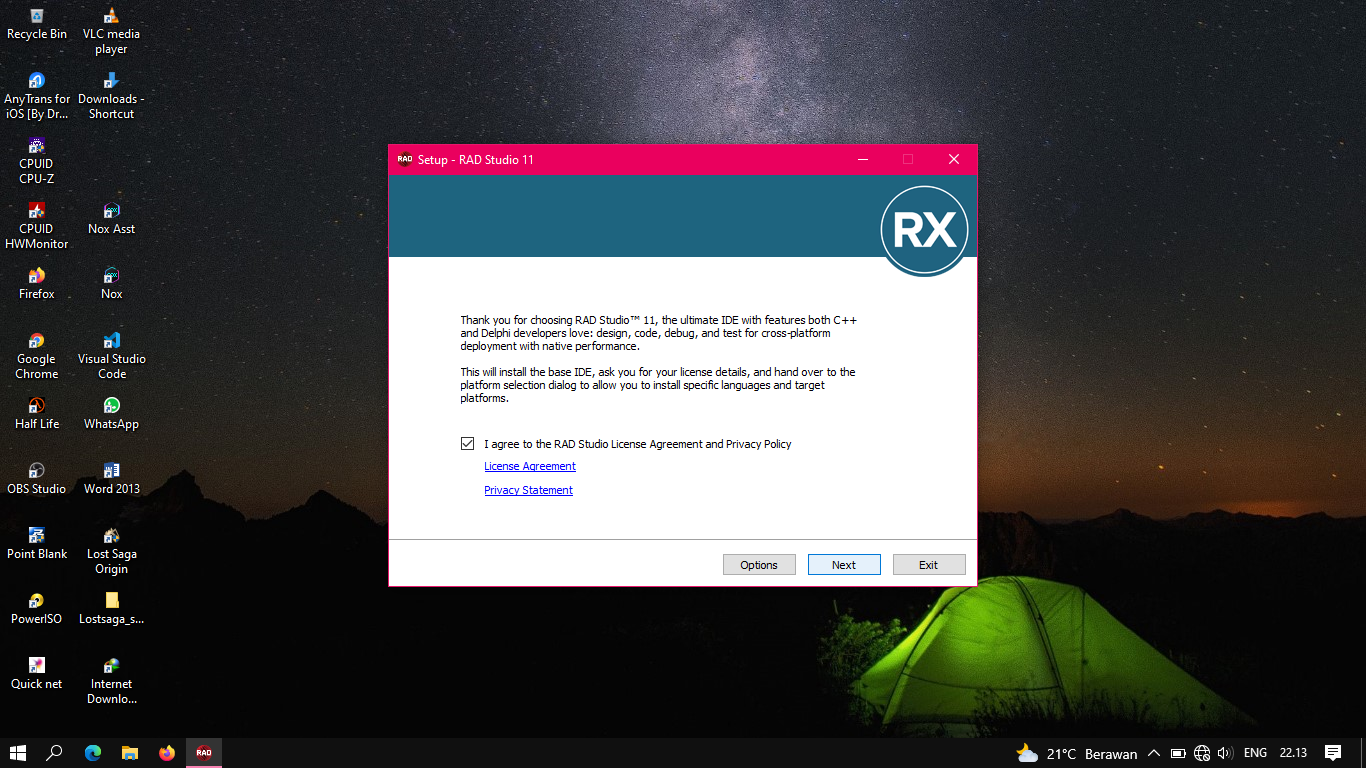 Recycle Bin
VLC media
player
AnyTrans for
iOS [By Dr...
Downloads -
Shortcut
CPUID
CPU-Z
CPUID
HWMonitor
Nox Asst
Firefox
Nox
Google
Chrome
Visual Studio
Code
Half Life
WhatsApp
OBS Studio
Word 2013
Point Blank
Lost Saga
Origin
PowerISO
Lostsaga_s...
Quick net
Internet
Downlo...
RAD
Setup - RAD Studio 11
RX
Thank you for choosing RAD Studio™ 11, the ultimate IDE with features both C++
and Delphi developers love: design, code, debug, and test for cross-platform
deployment with native performance.
This will install the base IDE, ask you for your license details, and hand over to the
platform selection dialog to allow you to install specific languages and target
platforms.
I agree to the RAD Studio License Agreement and Privacy Policy
License Agreement
Privacy Statement
Options
Next
Exit
RAD
21°C Berawan
ENG
22.13